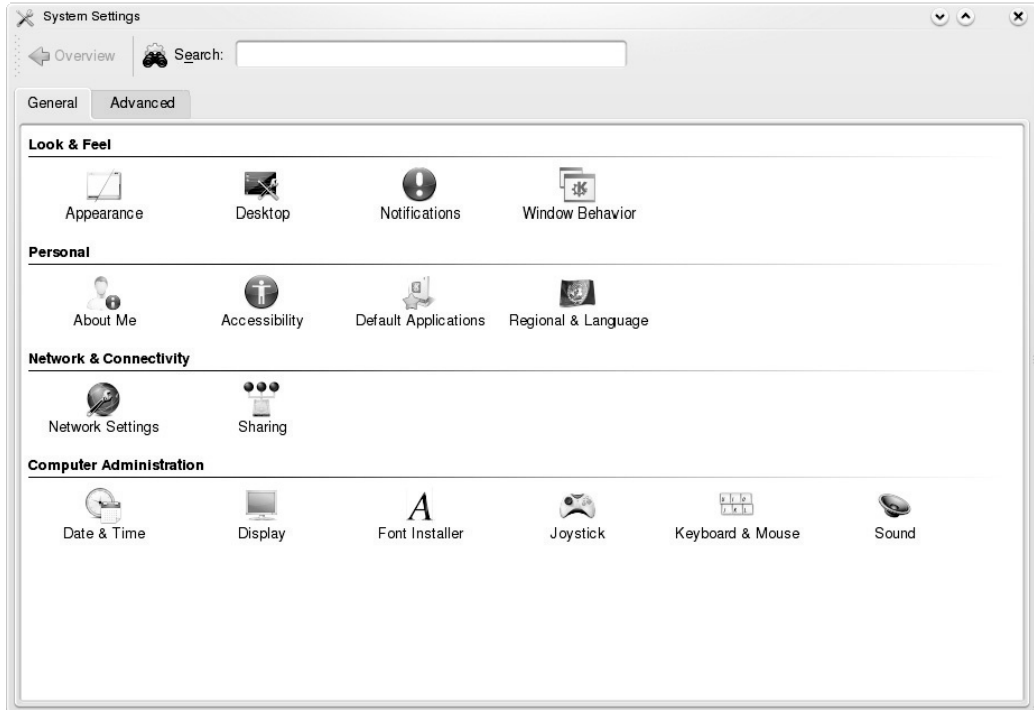 System Settings
Overview
Search:
General Advanced
Look & Feel
Appearance Desktop Notifications Window Behavior
Personal
About Me Accessibility Default Applications Regional & Language
Network & Connectivity
Network Settings Sharing
Computer Administration
Date & Time Display Font Installer Joystick Keyboard & Mouse Sound